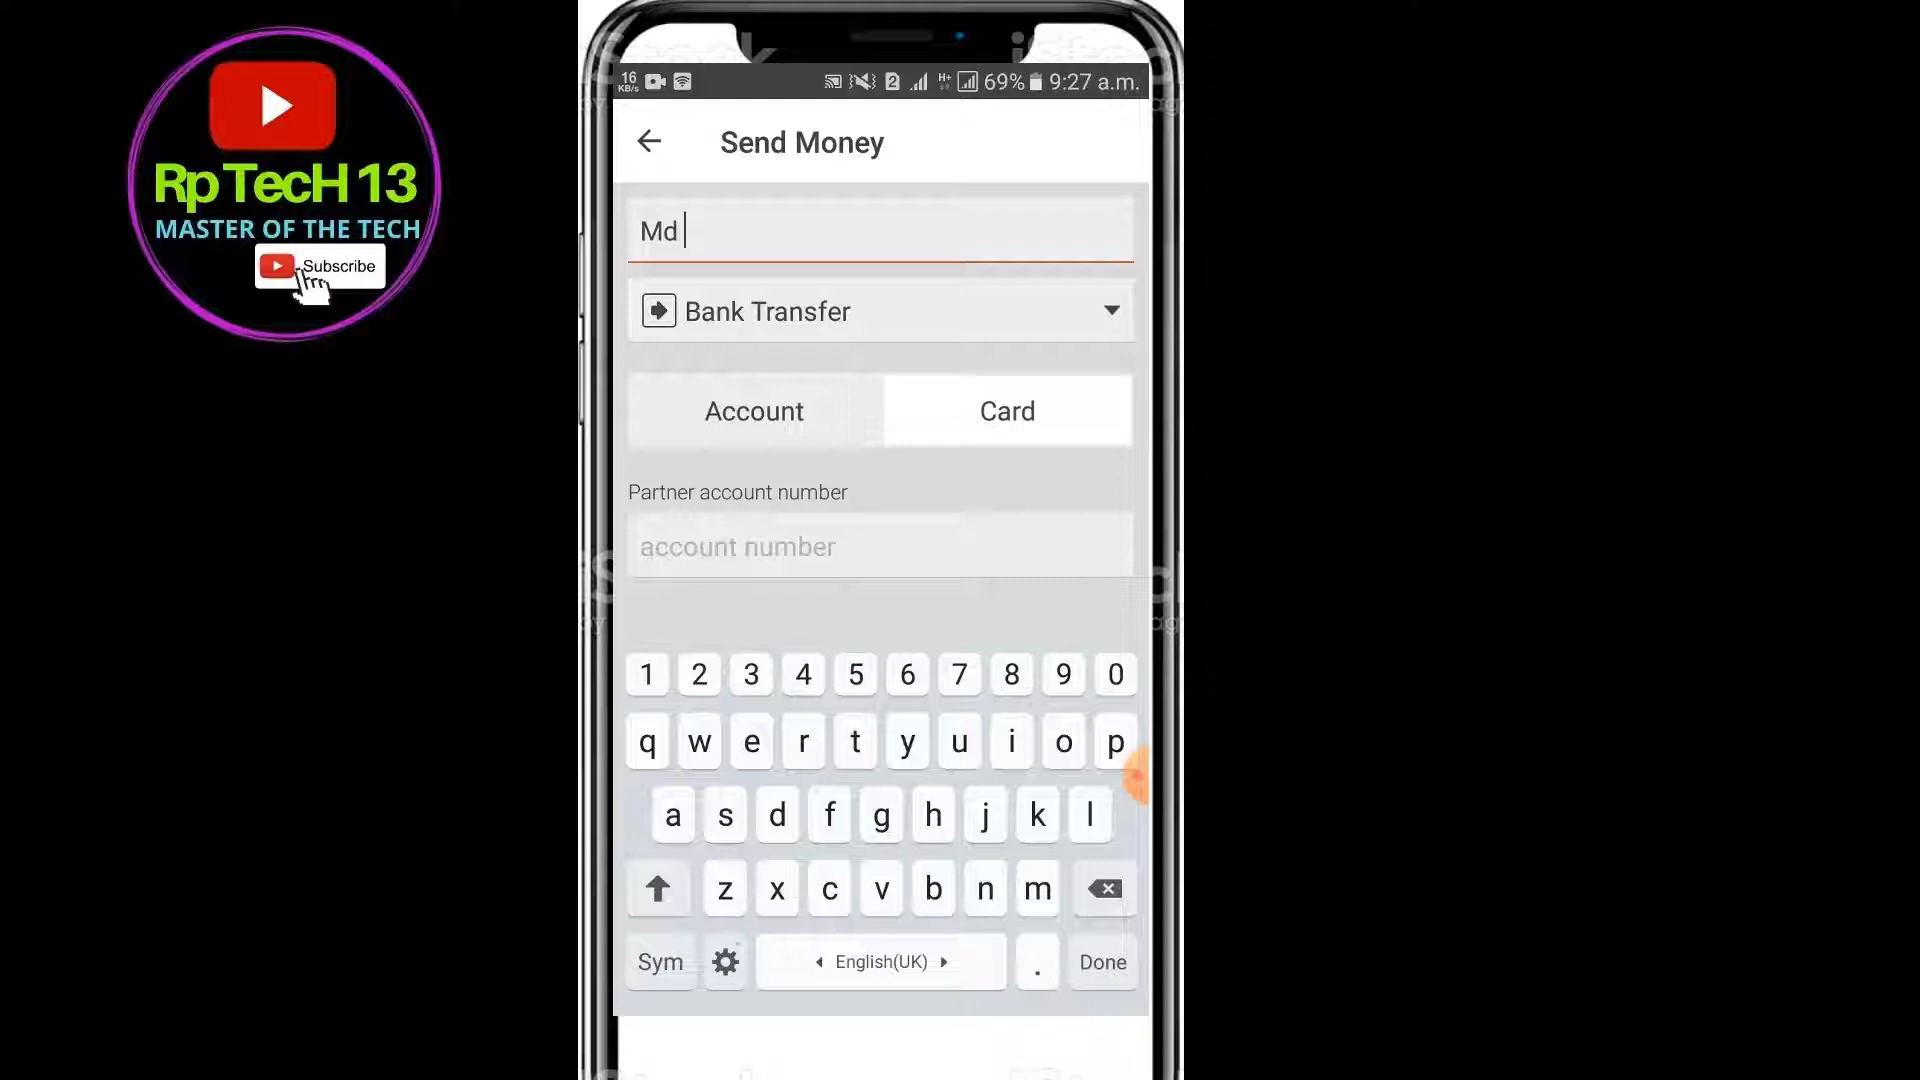 Rp TecH 13
MASTER OF THE TECH
Subscribe
16
KB/s
2
H+
69%
9:27 a.m.
Send Money
Md
Bank Transfer
Account
Card
Partner account number
account number
1 2 3 4 5 6 7 8 9 0
q w e r t y u i o p
a s d f g h j k l
z x c v b n m
Sym
English(UK)
.
Done